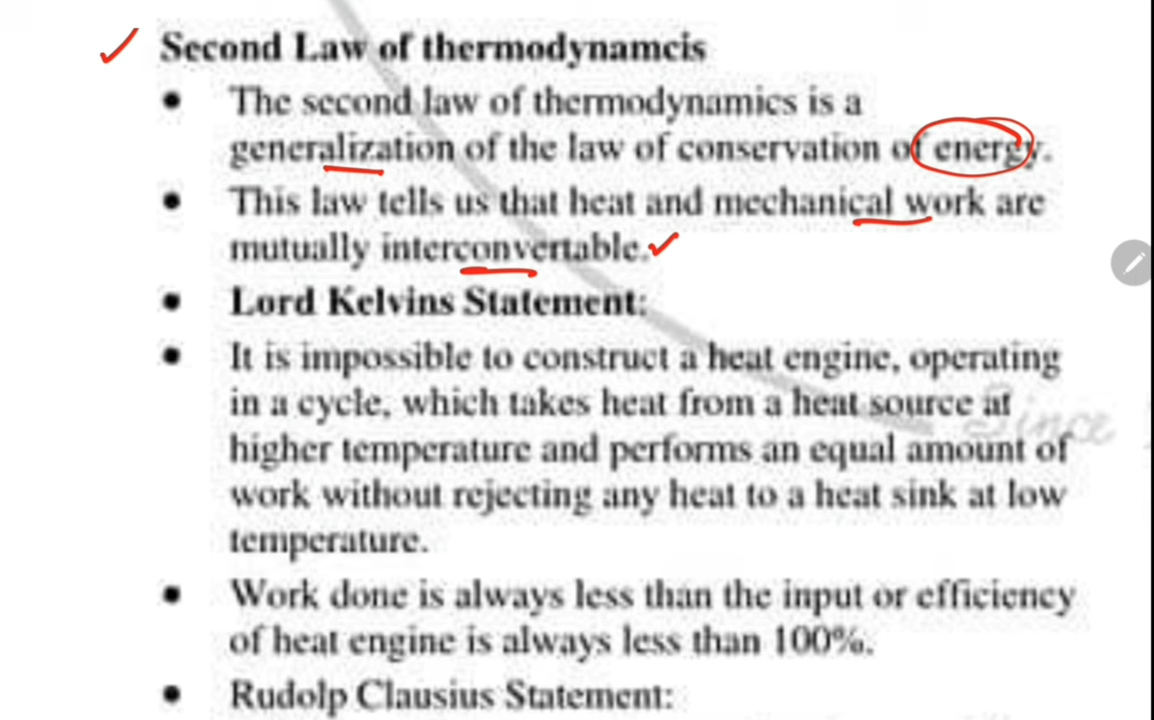 Second Law of thermodynamcis
• The second law of thermodynamics is a
generalization of the law of conservation of energy.
• This law tells us that heat and mechanical work are
mutually interconvertable.
• Lord Kelvins Statement:
• It is impossible to construct a heat engine, operating
in a cycle, which takes heat from a heat source at
higher temperature and performs an equal amount of
work without rejecting any heat to a heat sink at low
temperature.
Since
• Work done is always less than the input or efficiency
of heat engine is always less than 100%.
• Rudolp Clausius Statement: